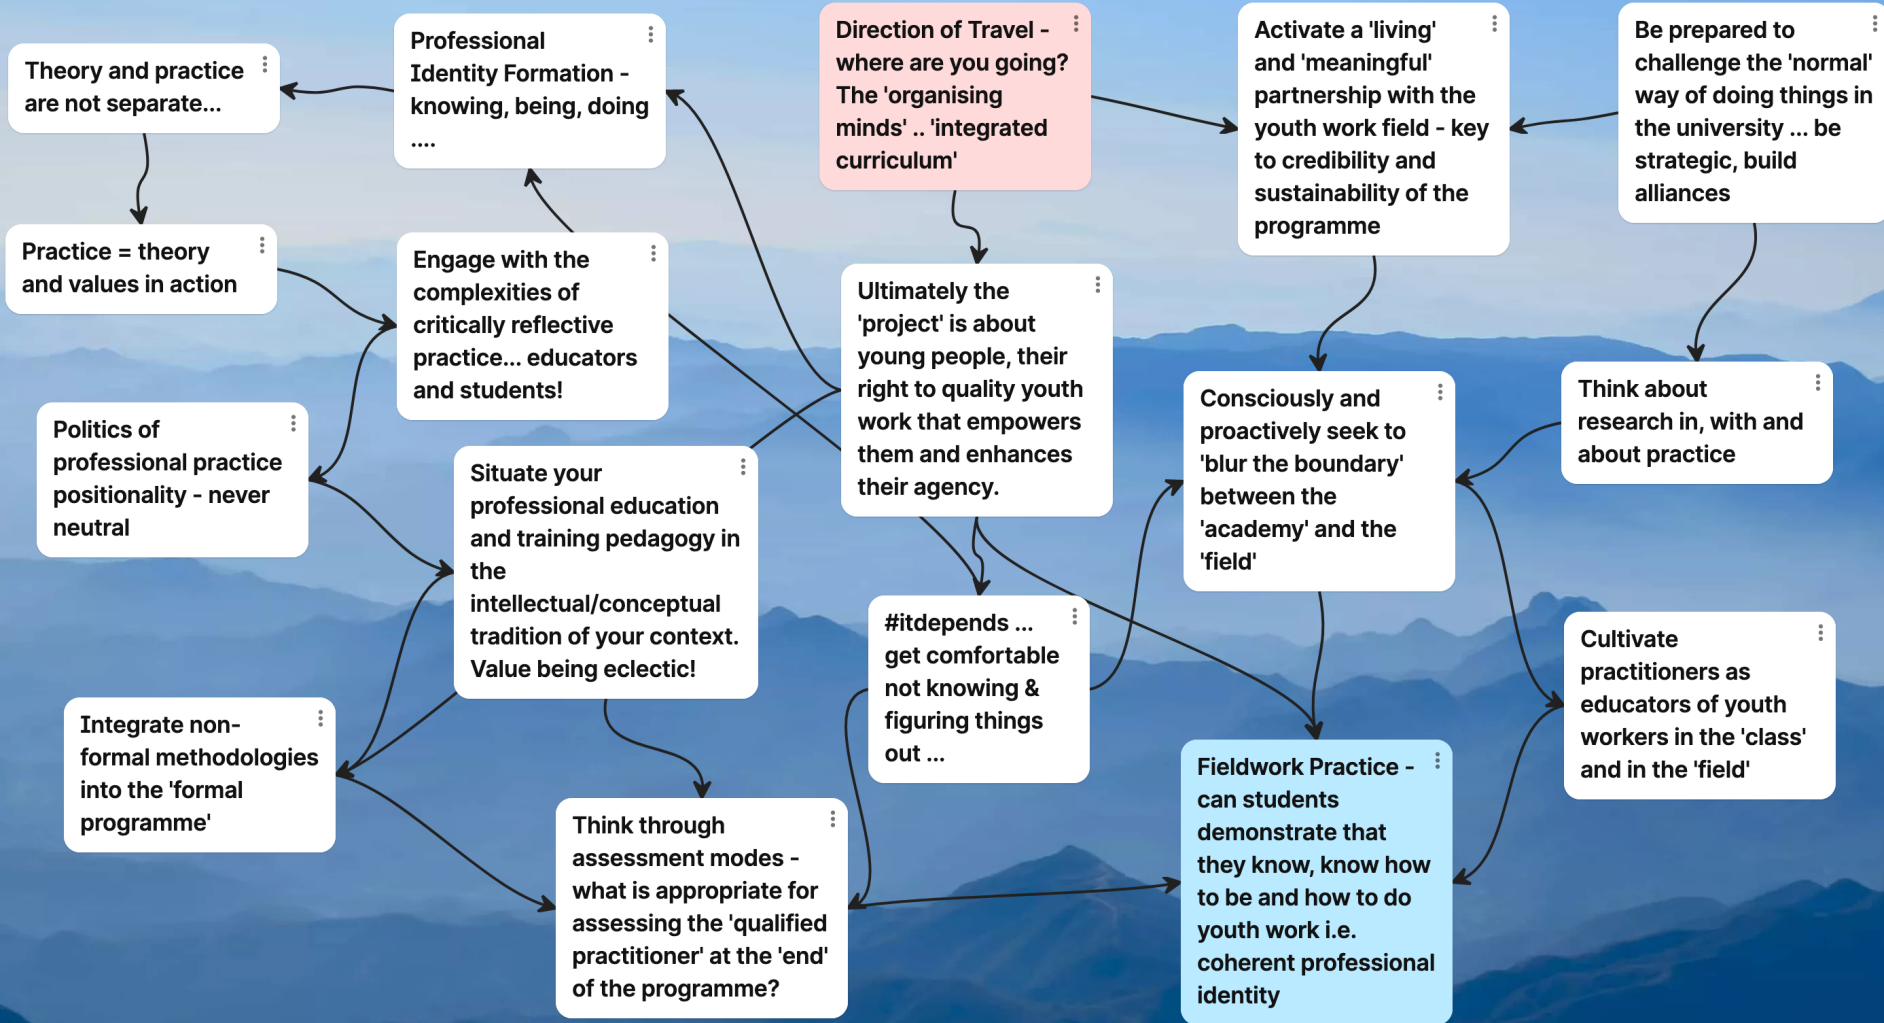 Theory and practice
are not separate...
Professional
Identity Formation -
knowing, being, doing
....
Direction of Travel -
where are you going?
The 'organising
minds' .. 'integrated
curriculum'
Activate a 'living'
and 'meaningful'
partnership with the
youth work field - key
to credibility and
sustainability of the
programme
Be prepared to
challenge the 'normal'
way of doing things in
the university ... be
strategic, build
alliances
Practice = theory
and values in action
Engage with the
complexities of
critically reflective
practice... educators
and students!
Ultimately the
'project' is about
young people, their
right to quality youth
work that empowers
them and enhances
their agency.
Consciously and
proactively seek to
'blur the boundary'
between the
'academy' and the
'field'
Think about
research in, with and
about practice
Politics of
professional practice
positionality - never
neutral
Situate your
professional education
and training pedagogy in
the
intellectual/conceptual
tradition of your context.
Value being eclectic!
#itdepends ...
get comfortable
not knowing &
figuring things
out ...
Cultivate
practitioners as
educators of youth
workers in the 'class'
and in the 'field'
Integrate non-
formal methodologies
into the 'formal
programme'
Think through
assessment modes -
what is appropriate for
assessing the 'qualified
practitioner' at the 'end'
of the programme?
Fieldwork Practice -
can students
demonstrate that
they know, know how
to be and how to do
youth work i.e.
coherent professional
identity